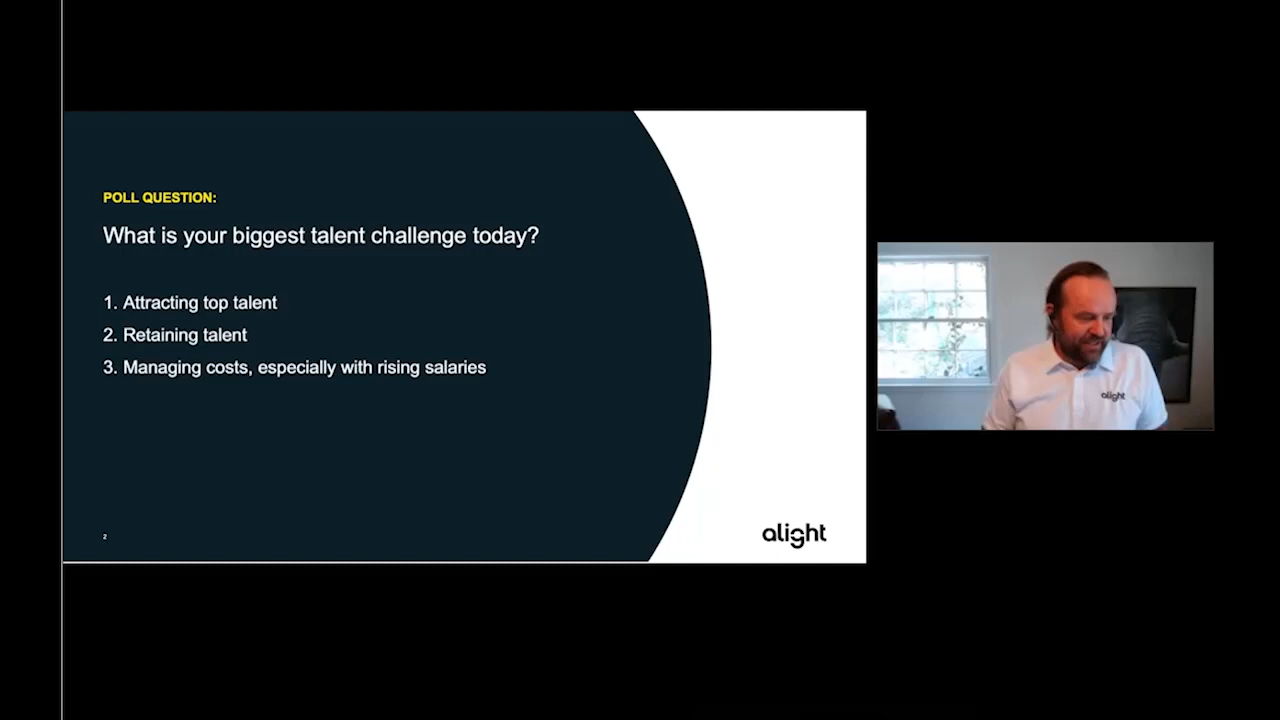 POLL QUESTION:
What is your biggest talent challenge today?
1. Attracting top talent
2. Retaining talent
3. Managing costs, especially with rising salaries
2
alight
alight